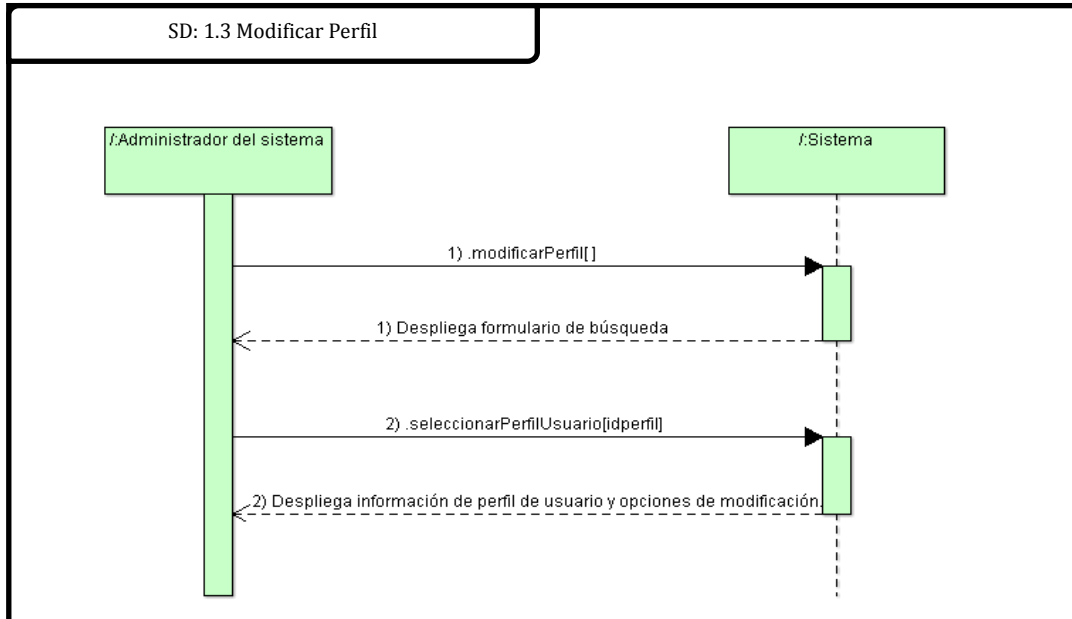 SD: 1.3 Modificar Perfil
/:Administrador del sistema
/:Sistema
1) .modificarPerfil[ ]
1) Despliega formulario de búsqueda
2) .seleccionarPerfilUsuario[idperfil]
2) Despliega información de perfil de usuario y opciones de modificación.